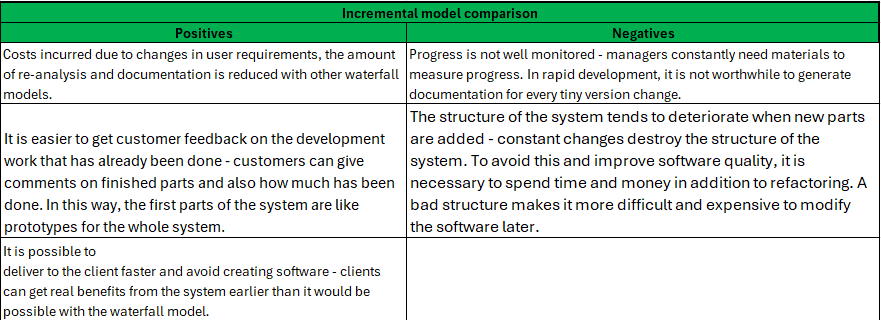 Incremental model comparison
Positives
Negatives
Costs incurred due to changes in user requirements, the amount
of re-analysis and documentation is reduced with other waterfall
models.
Progress is not well monitored - managers constantly need materials to
measure progress. In rapid development, it is not worthwhile to generate
documentation for every tiny version change.
It is easier to get customer feedback on the development
work that has already been done - customers can give
comments on finished parts and also how much has been
done. In this way, the first parts of the system are like
prototypes for the whole system.
The structure of the system tends to deteriorate when new parts
are added - constant changes destroy the structure of the
system. To avoid this and improve software quality, it is
necessary to spend time and money in addition to refactoring. A
bad structure makes it more difficult and expensive to modify
the software later.
It is possible to
deliver to the client faster and avoid creating software - clients
can get real benefits from the system earlier than it would be
possible with the waterfall model.